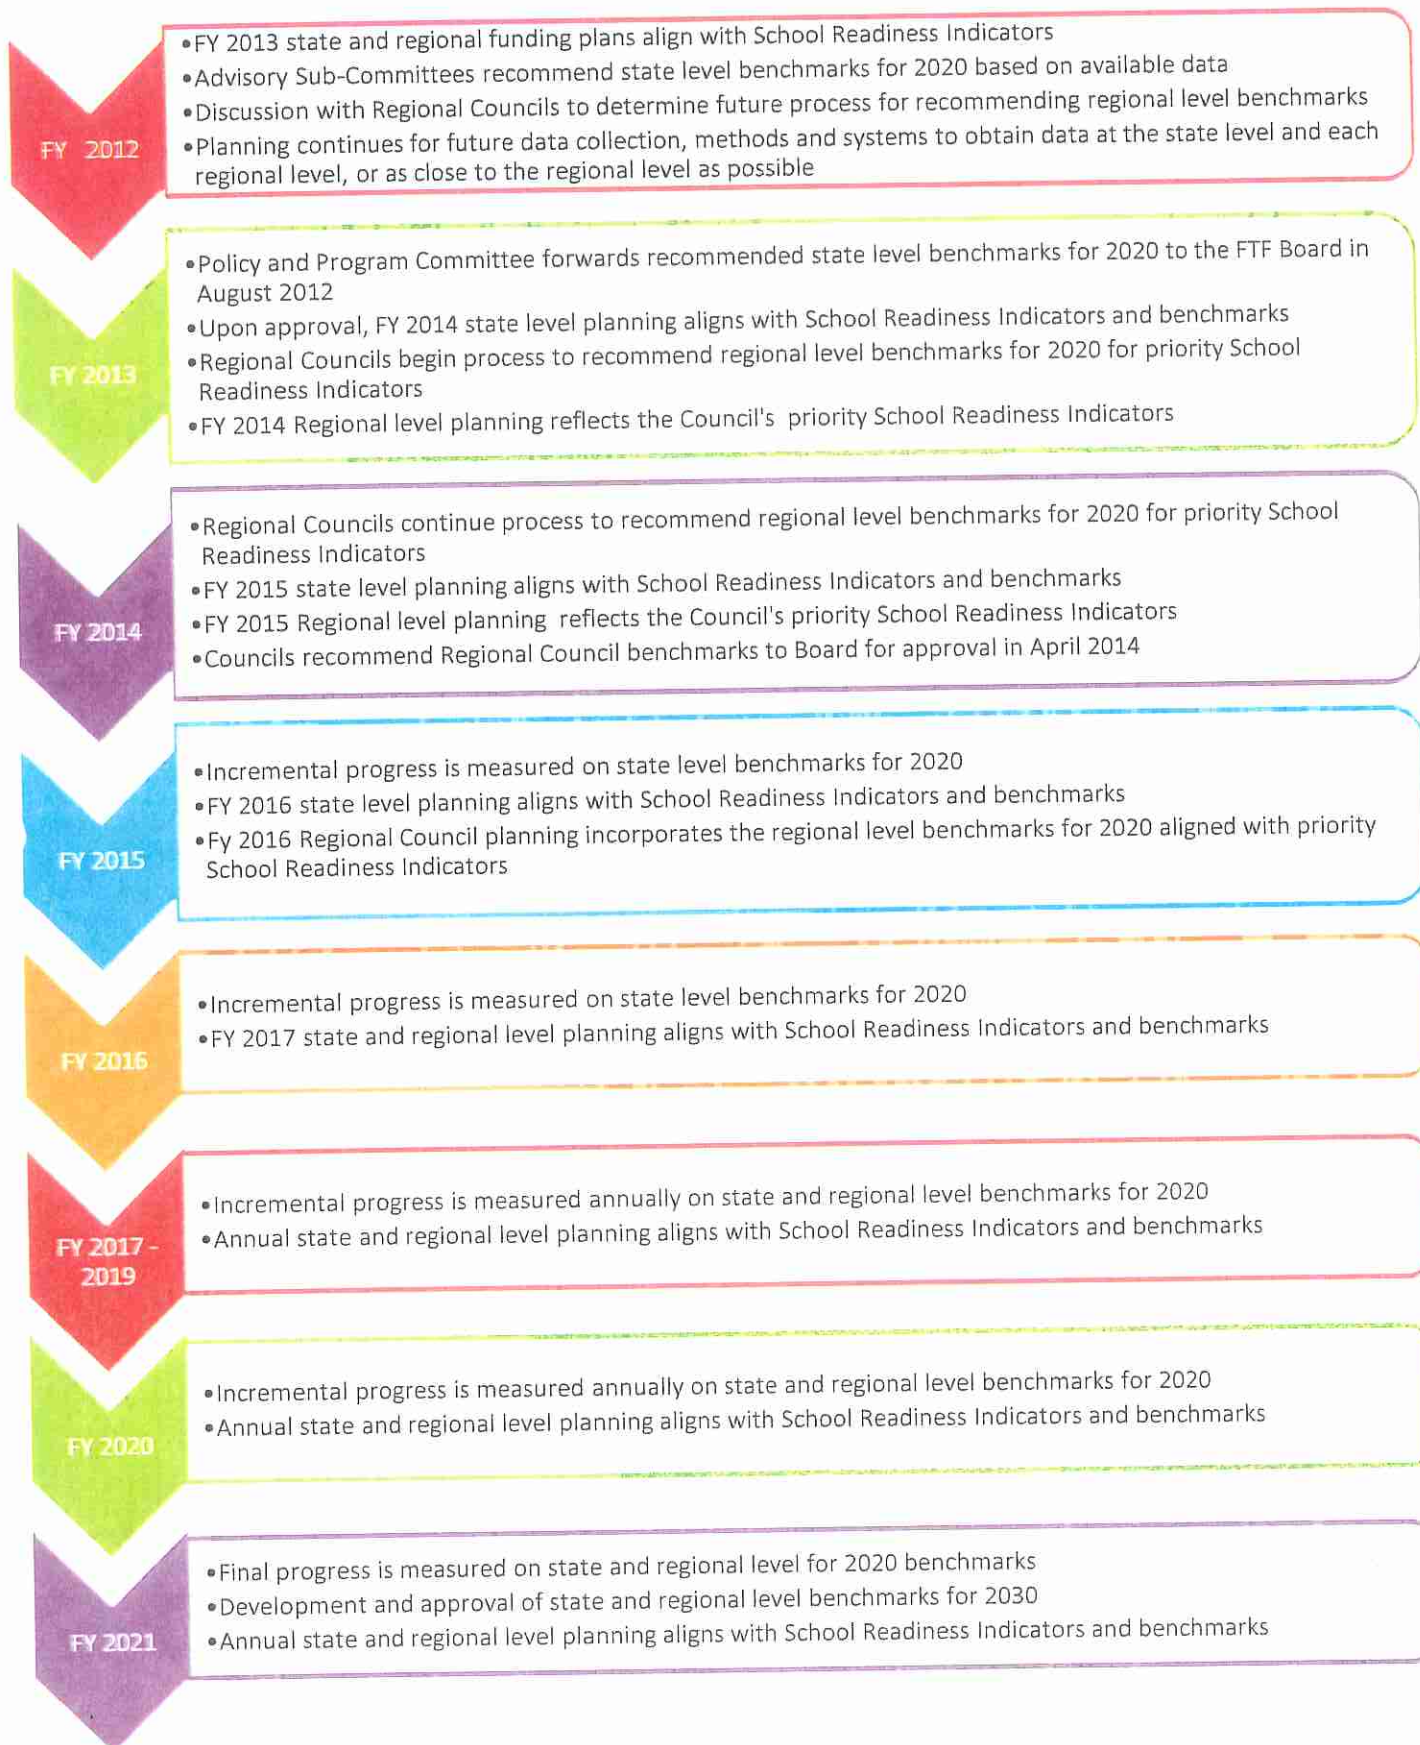 •FY 2013 state and regional funding plans align with School Readiness Indicators
•Advisory Sub-Committees recommend state level benchmarks for 2020 based on available data
•Discussion with Regional Councils to determine future process for recommending regional level benchmarks
FY 2012
•Planning continues for future data collection, methods and systems to obtain data at the state level and each
regional level, or as close to the regional level as possible
•Policy and Program Committee forwards recommended state level benchmarks for 2020 to the FTF Board in
August 2012
•Upon approval, FY 2014 state level planning aligns with School Readiness Indicators and benchmarks
•Regional Councils begin process to recommend regional level benchmarks for 2020 for priority School
FY 2013
Readiness Indicators
•FY 2014 Regional level planning reflects the Council's priority School Readiness Indicators
•Regional Councils continue process to recommend regional level benchmarks for 2020 for priority School
Readiness Indicators
•FY 2015 state level planning aligns with School Readiness Indicators and benchmarks
•FY 2015 Regional level planning reflects the Council's priority School Readiness Indicators
FY 2014
•Councils recommend Regional Council benchmarks to Board for approval in April 2014
•Incremental progress is measured on state level benchmarks for 2020
•FY 2016 state level planning aligns with School Readiness Indicators and benchmarks
•Fy 2016 Regional Council planning incorporates the regional level benchmarks for 2020 aligned with priority
FY 2015
School Readiness Indicators
•Incremental progress is measured on state level benchmarks for 2020
•FY 2017 state and regional level planning aligns with School Readiness Indicators and benchmarks
FY 2016
•Incremental progress is measured annually on state and regional level benchmarks for 2020
•Annual state and regional level planning aligns with School Readiness Indicators and benchmarks
FY 2017 -
2019
•Incremental progress is measured annually on state and regional level benchmarks for 2020
•Annual state and regional level planning aligns with School Readiness Indicators and benchmarks
FY 2020
•Final progress is measured on state and regional level for 2020 benchmarks
•Development and approval of state and regional level benchmarks for 2030
•Annual state and regional level planning aligns with School Readiness Indicators and benchmarks
FY 2021